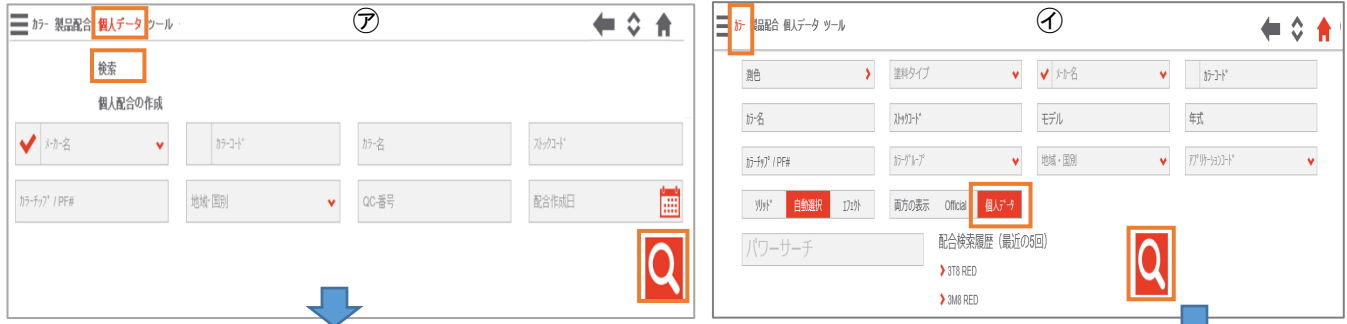 カラー 製品配合 個人データ ツール
㋐
検索
個人配合の作成
メーカー名
カラーコード
カラー名
ストックコード
カラーチップ / PF#
地域・国別
QC-番号
配合作成日
㋑
カラー 製品配合 個人データ ツール
測色
塗料タイプ
メーカー名
カラーコード
カラー名
ストックコード
モデル
年式
カラーチップ / PF#
カラーグループ
地域・国別
アプリケーションコード
ソリッド 自動選択 エフェクト
両方の表示 Official 個人データ
パワーサーチ
配合検索履歴（最近の5回）
3T8 RED
3M8 RED